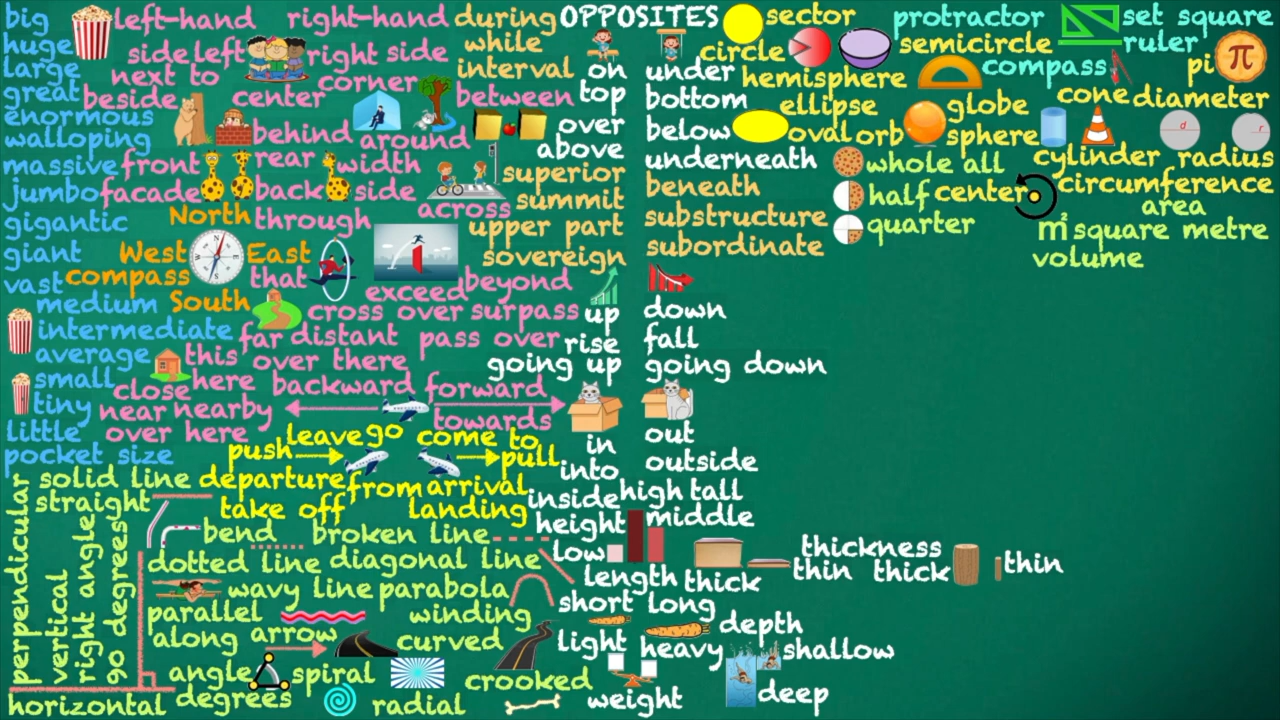 big
huge
large
great
enormous
walloping
massive
jumbo
gigantic
giant
vast
medium
intermediate
average
small
tiny
little
pocket size
left-hand right-hand
side left right side
next to corner
beside center
behind around
front rear width
facade back side
through across
North
West East
compass
South
that exceed beyond
cross over surpass
far distant pass over
this over there
close here backward forward
near nearby towards
over here
during
while
interval
between
superior
summit
upper part
sovereign
OPPOSITES
on under
top bottom
over below
above underneath
beneath
substructure
subordinate
up down
rise fall
going up going down
in out
into outside
inside high tall
height middle
low
thickness
thin thick thin
length thick
short long
depth
light heavy shallow
weight deep
leave go come to
push pull
departure from arrival
take off landing
solid line
straight
perpendicular
vertical
right angle
90 degrees
bend broken line
dotted line diagonal line
wavy line parabola
parallel winding
along arrow curved
angle spiral crooked
degrees radial
horizontal
sector protractor set square
circle semicircle ruler
hemisphere compass pi
ellipse globe cone diameter
oval orb sphere
whole all cylinder radius
half center circumference
area
quarter m² square metre
volume
d
r
π